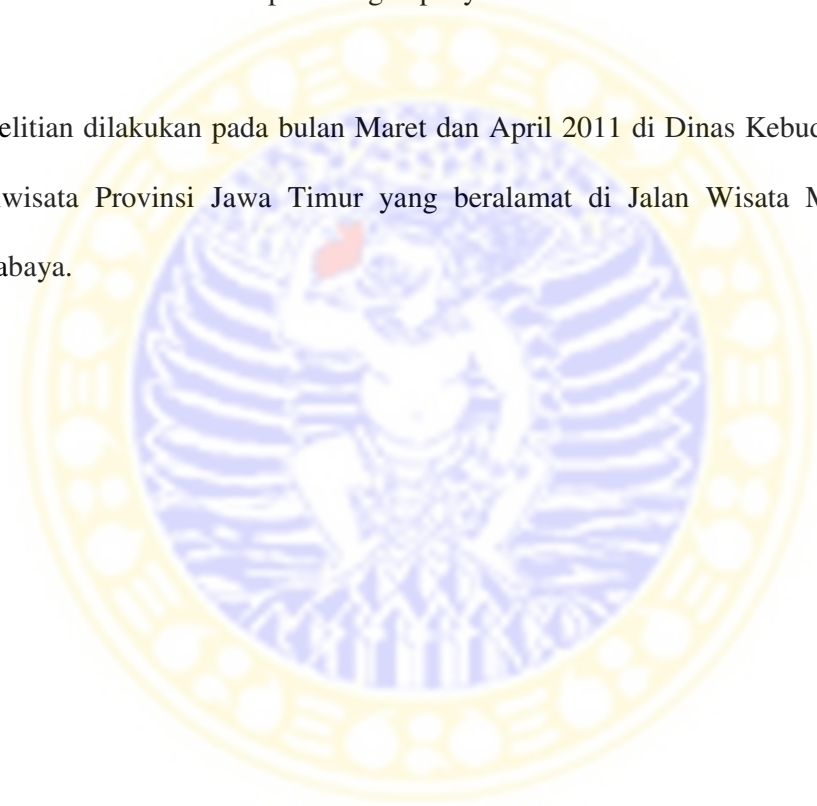 elitian dilakukan pada bulan Maret dan April 2011 di Dinas Kebud
wisata Provinsi Jawa Timur yang beralamat di Jalan Wisata M
abaya.